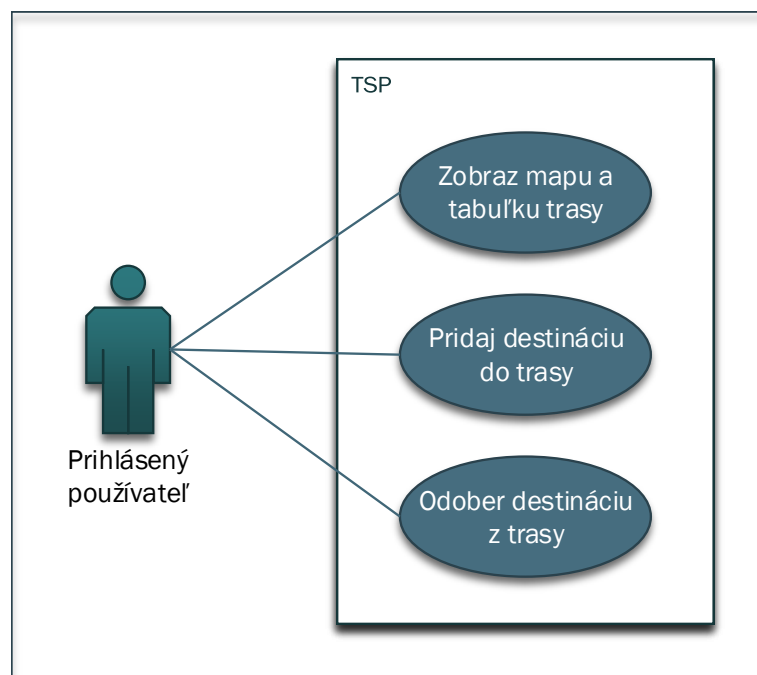 TSP
Zobraz mapu a
tabuľku trasy
Pridaj destináciu
do trasy
Odober destináciu
z trasy
Prihlásený
používateľ